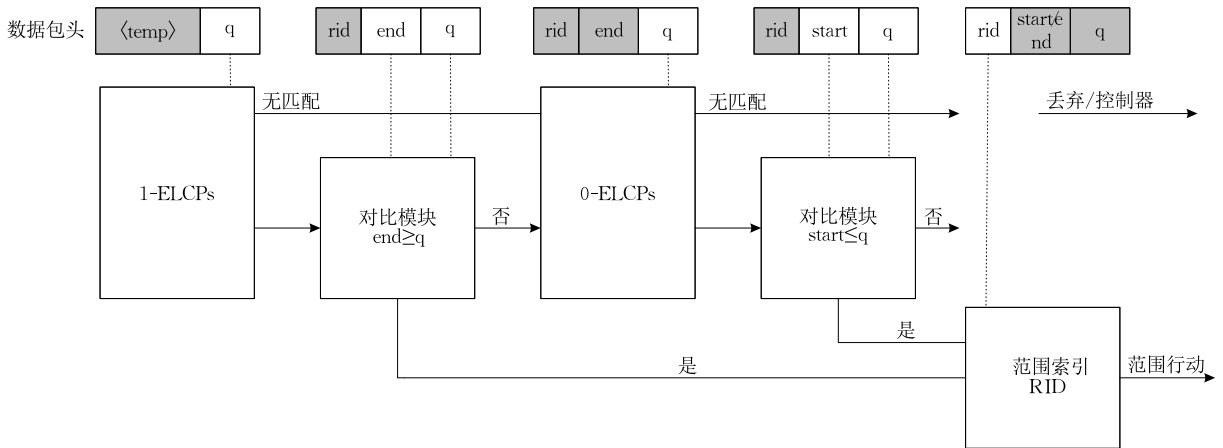 数据包头
〈temp〉 q
rid end q
rid end q
rid start q
rid start/e
nd q
无匹配
无匹配
丢弃/控制器
1-ELCPs
对比模块
end≥q
否
0-ELCPs
对比模块
start≤q
否
是
是
范围索引
RID
范围行动